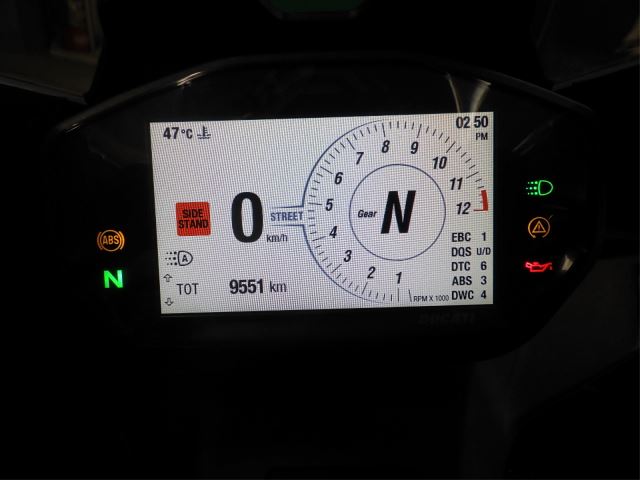 47°C
02 50
PM
8 9
7 10
6 11
5 12
4
3
2
1
SIDE
STAND
0
km/h
STREET
Gear N
A
TOT 9551 km
RPM X 1000
EBC 1
DQS U/D
DTC 6
ABS 3
DWC 4
ABS
N
DUCATI